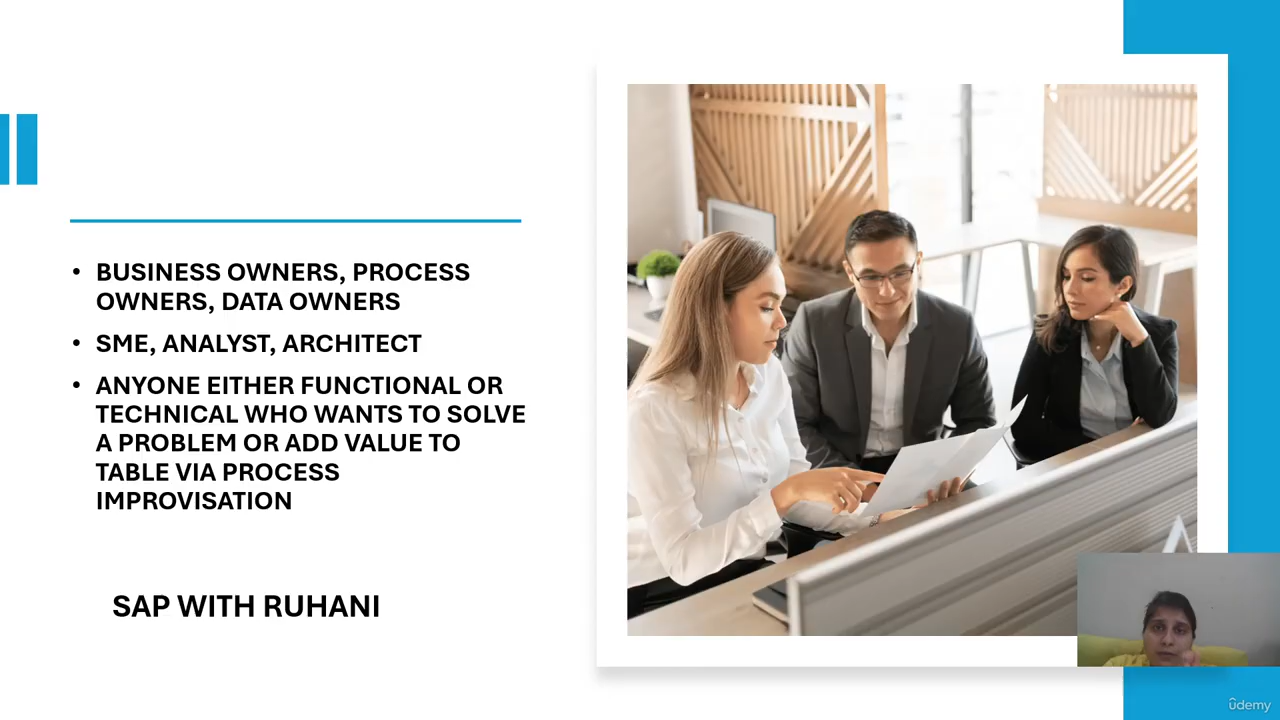 • BUSINESS OWNERS, PROCESS
OWNERS, DATA OWNERS
• SME, ANALYST, ARCHITECT
• ANYONE EITHER FUNCTIONAL OR
TECHNICAL WHO WANTS TO SOLVE
A PROBLEM OR ADD VALUE TO
TABLE VIA PROCESS
IMPROVISATION
SAP WITH RUHANI
ûdemy